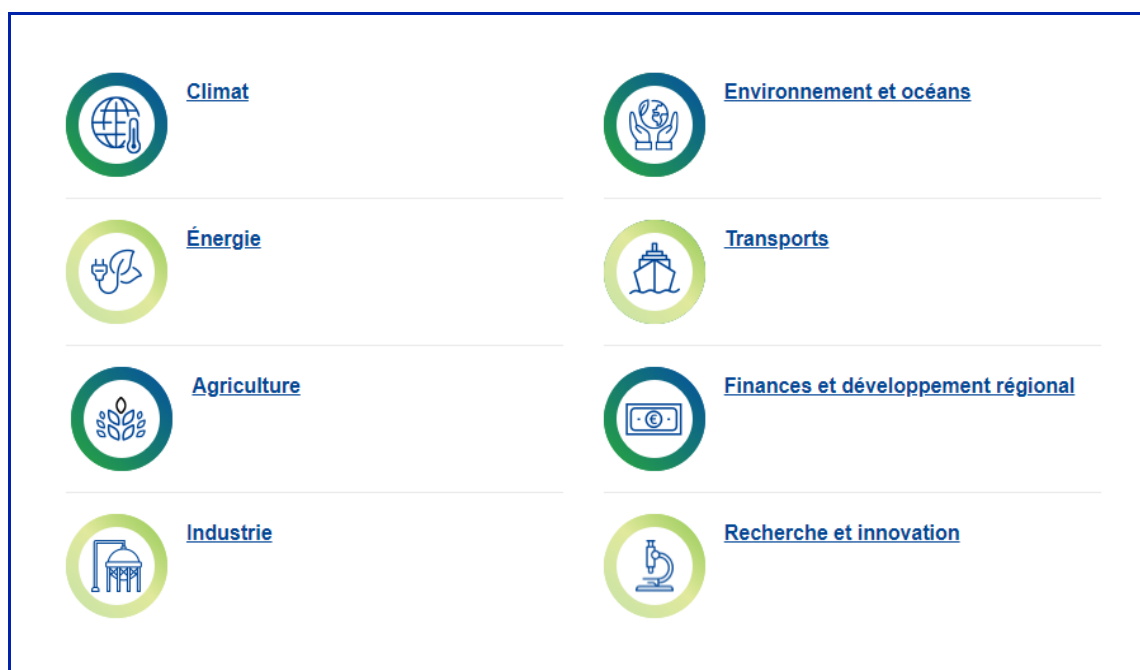 Climat
Environnement et océans
Énergie
Transports
Agriculture
Finances et développement régional
Industrie
Recherche et innovation